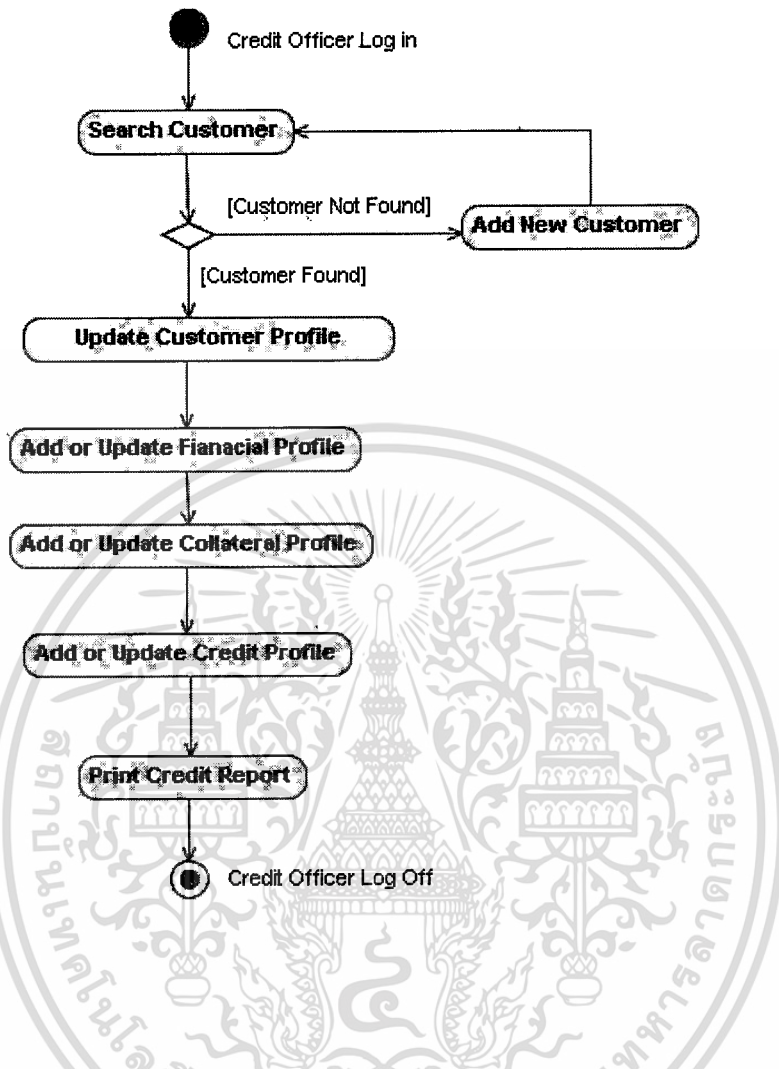 Credit Officer Log in
Search Customer
[Customer Not Found]
Add New Customer
[Customer Found]
Update Customer Profile
Add or Update Fianacial Profile
Add or Update Collateral Profile
Add or Update Credit Profile
Print Credit Report
Credit Officer Log Off